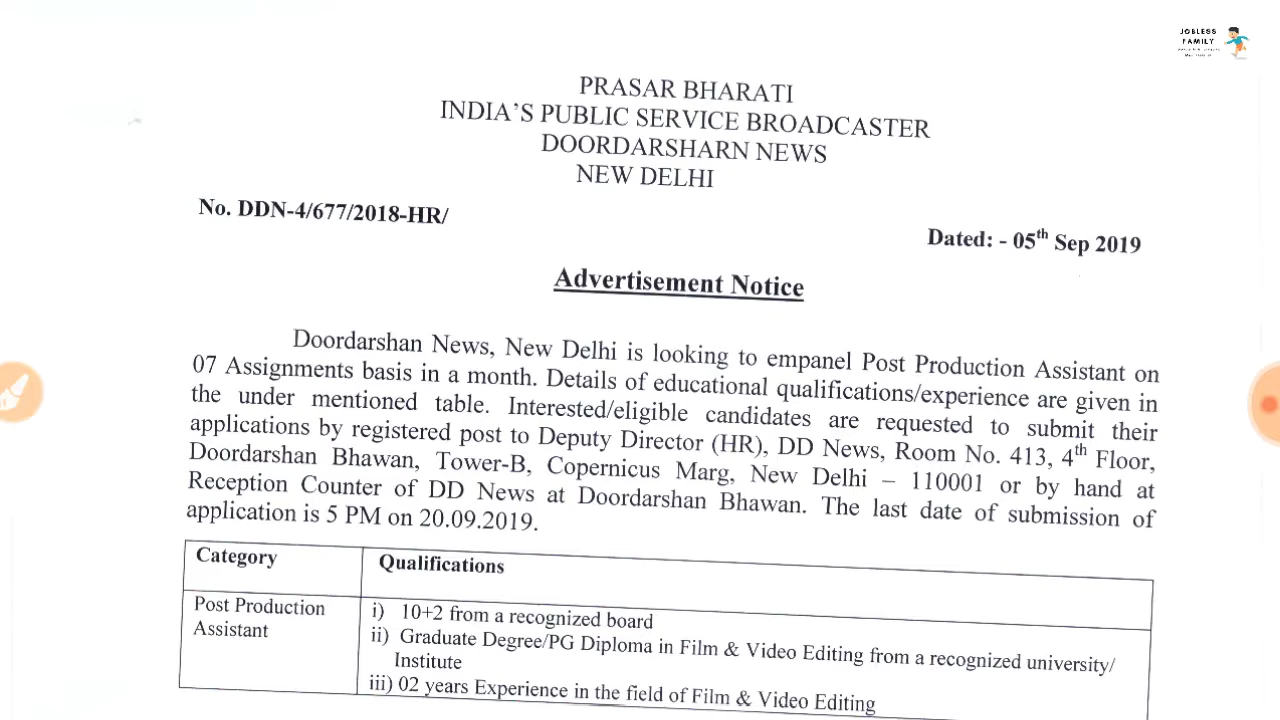 JOBLESS
FAMILY
PRASAR BHARATI
INDIA'S PUBLIC SERVICE BROADCASTER
DOORDARSHARN NEWS
NEW DELHI
No. DDN-4/677/2018-HR/
Dated: - 05th Sep 2019
Advertisement Notice
Doordarshan News, New Delhi is looking to empanel Post Production Assistant on
07 Assignments basis in a month. Details of educational qualifications/experience are given in
the under mentioned table. Interested/eligible candidates are requested to submit their
applications by registered post to Deputy Director (HR), DD News, Room No. 413, 4th Floor,
Doordarshan Bhawan, Tower-B, Copernicus Marg, New Delhi – 110001 or by hand at
Reception Counter of DD News at Doordarshan Bhawan. The last date of submission of
application is 5 PM on 20.09.2019.
Category
Qualifications
Post Production
Assistant
i) 10+2 from a recognized board
ii) Graduate Degree/PG Diploma in Film & Video Editing from a recognized university/
Institute
iii) 02 years Experience in the field of Film & Video Editing